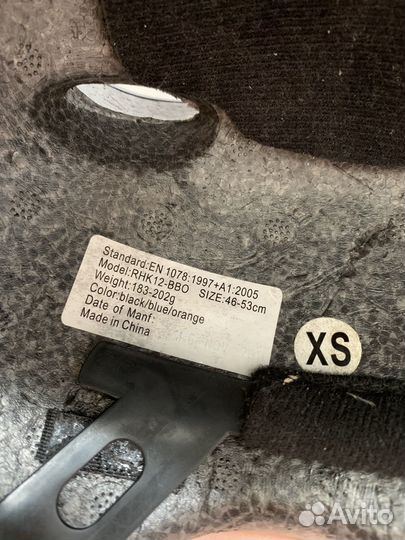 Standard:EN 1078:1997+A1:2005
Model:RHK12-BBO SIZE:46-53cm
Weight:183-202g
Color:black/blue/orange
Date of Manf:
Made in China
XS
Avito